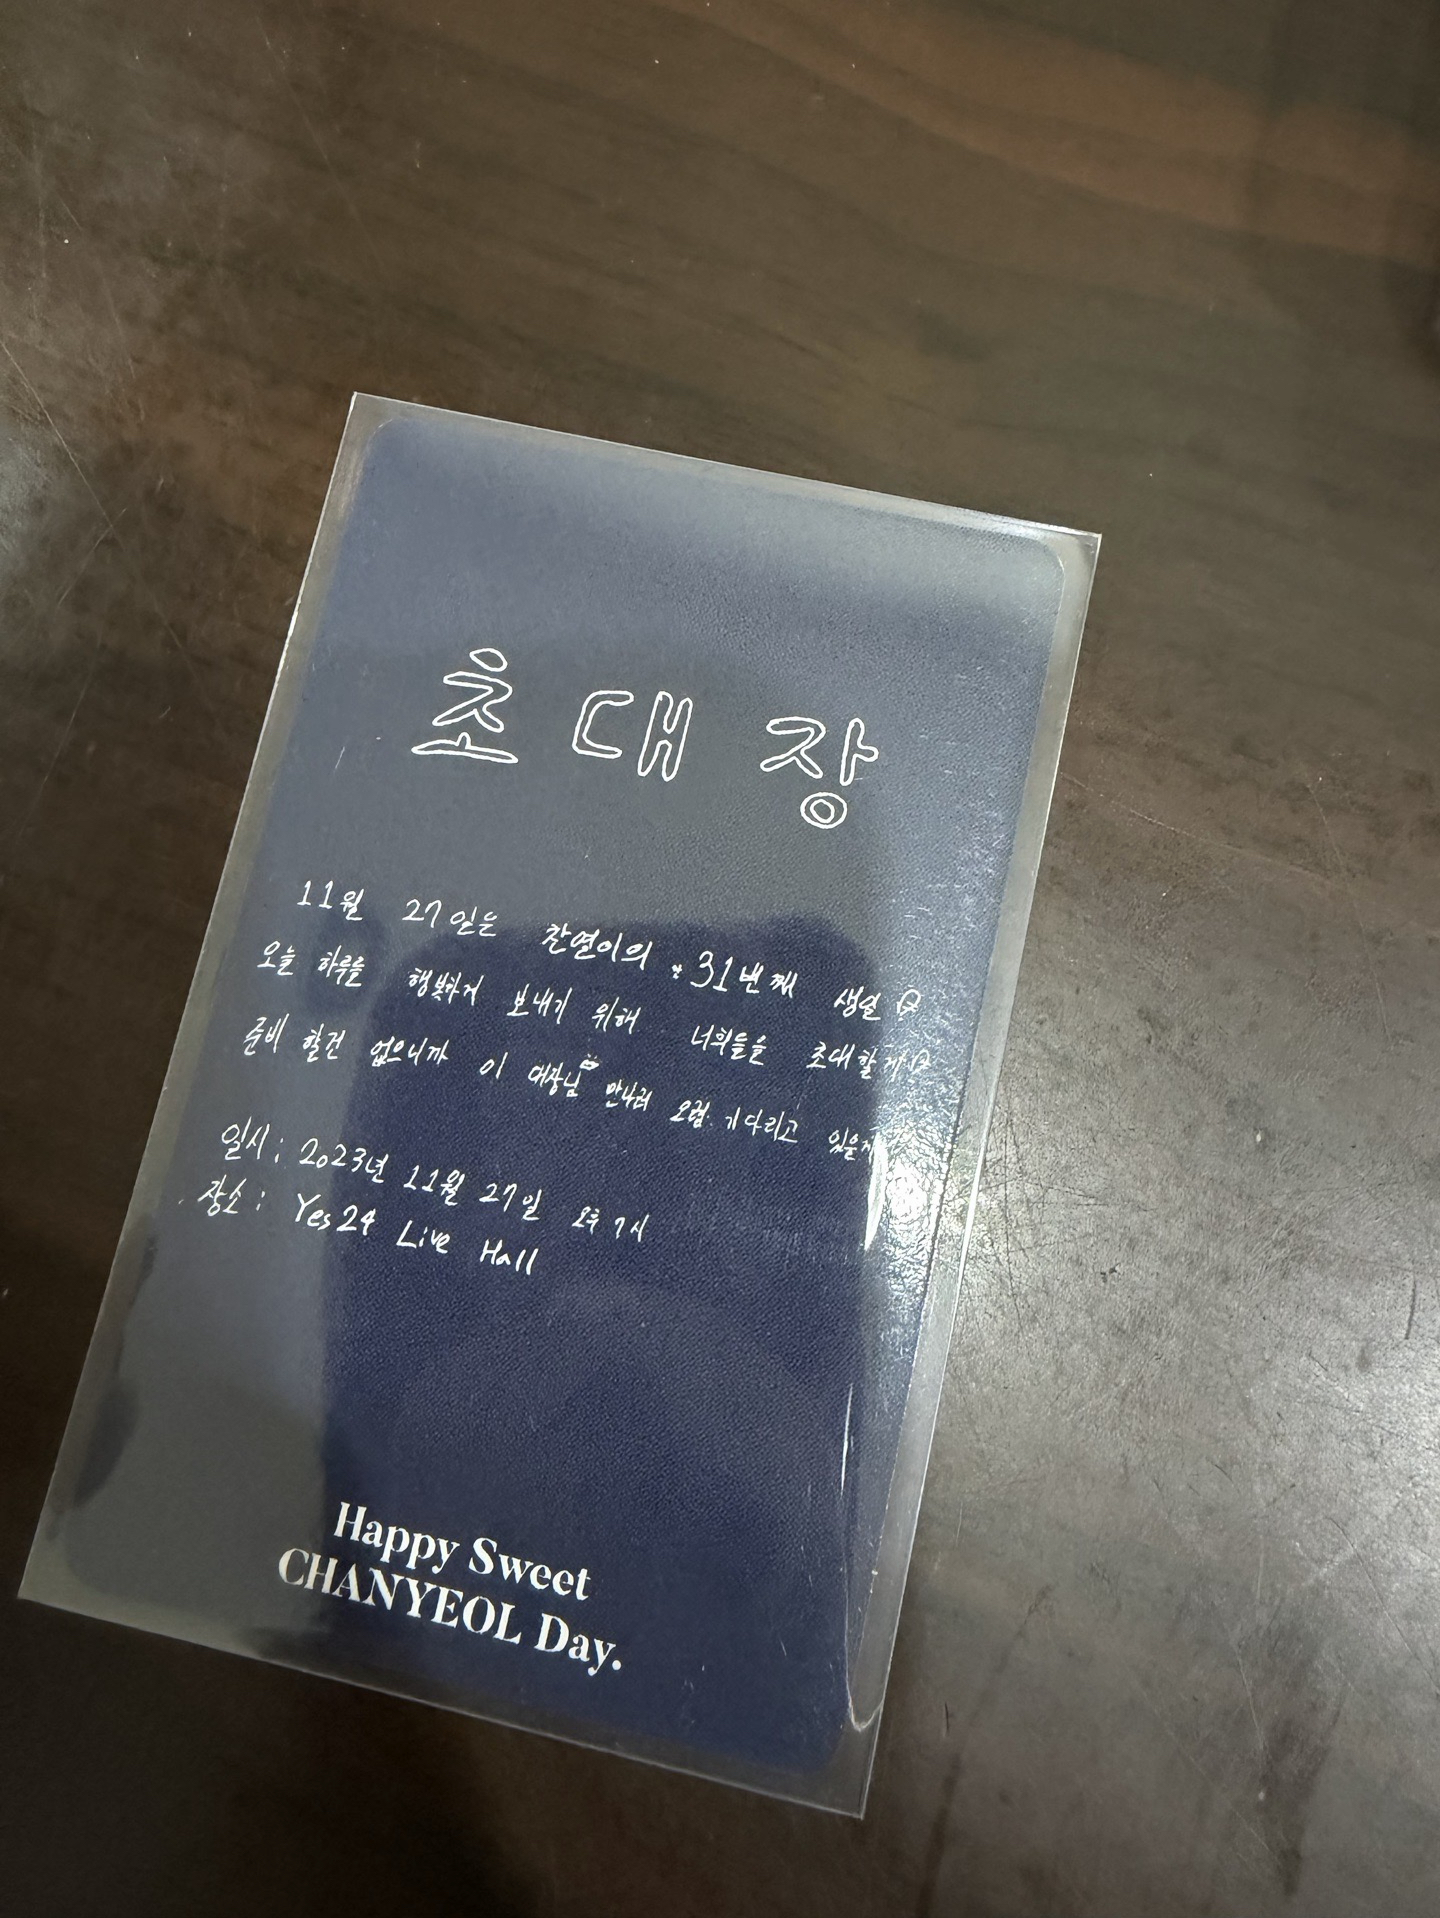 초대장
11월 27일은 찬열이의 31번째 생일
오늘 하루를 행복하게 보내기 위해 너희들을 초대할게
준비 할건 없으니까 이 대장님 만나러 오렴. 기다리고 있을게
일시 : 2023년 11월 27일 오후 7시
장소 : Yes24 Live Hall
Happy Sweet
CHANYEOL Day.